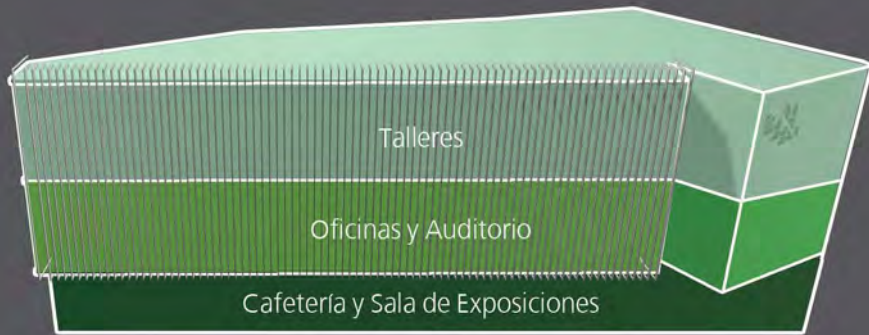 Talleres
Oficinas y Auditorio
Cafetería y Sala de Exposiciones